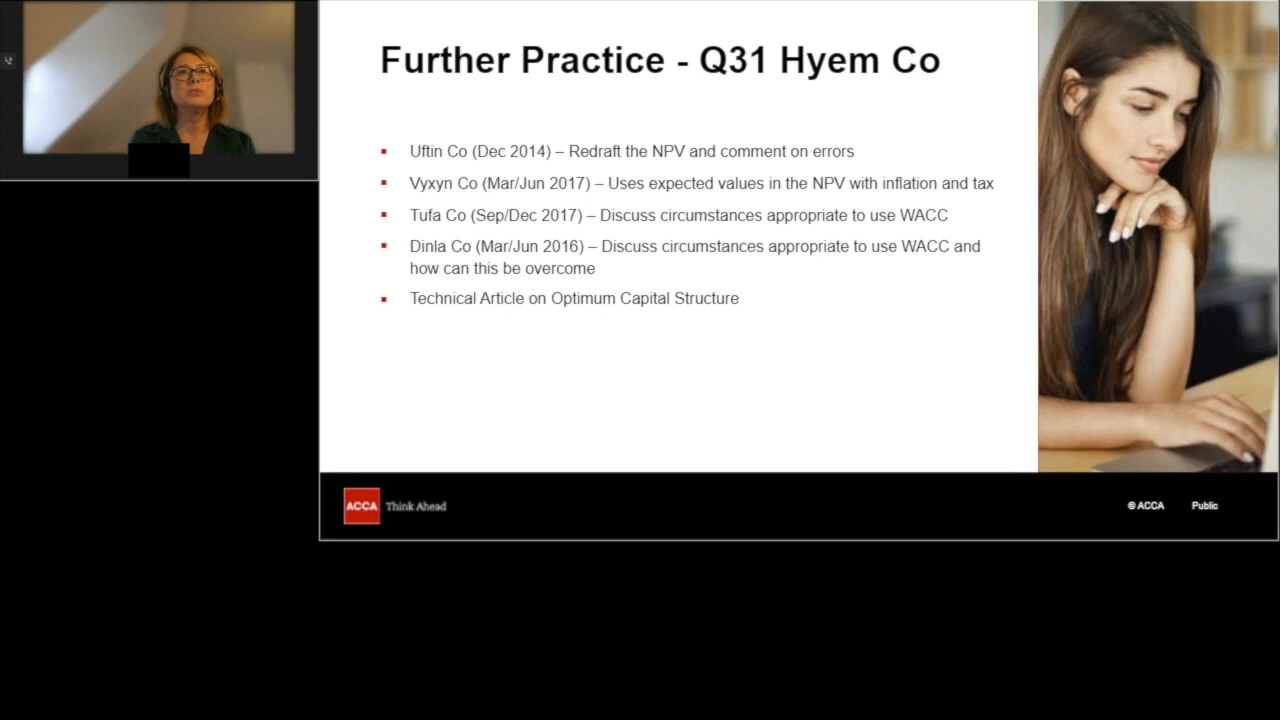 Further Practice - Q31 Hyem Co
▪ Uftin Co (Dec 2014) – Redraft the NPV and comment on errors
▪ Vyxyn Co (Mar/Jun 2017) – Uses expected values in the NPV with inflation and tax
▪ Tufa Co (Sep/Dec 2017) – Discuss circumstances appropriate to use WACC
▪ Dinla Co (Mar/Jun 2016) – Discuss circumstances appropriate to use WACC and
how can this be overcome
▪ Technical Article on Optimum Capital Structure
ACCA Think Ahead
© ACCA Public